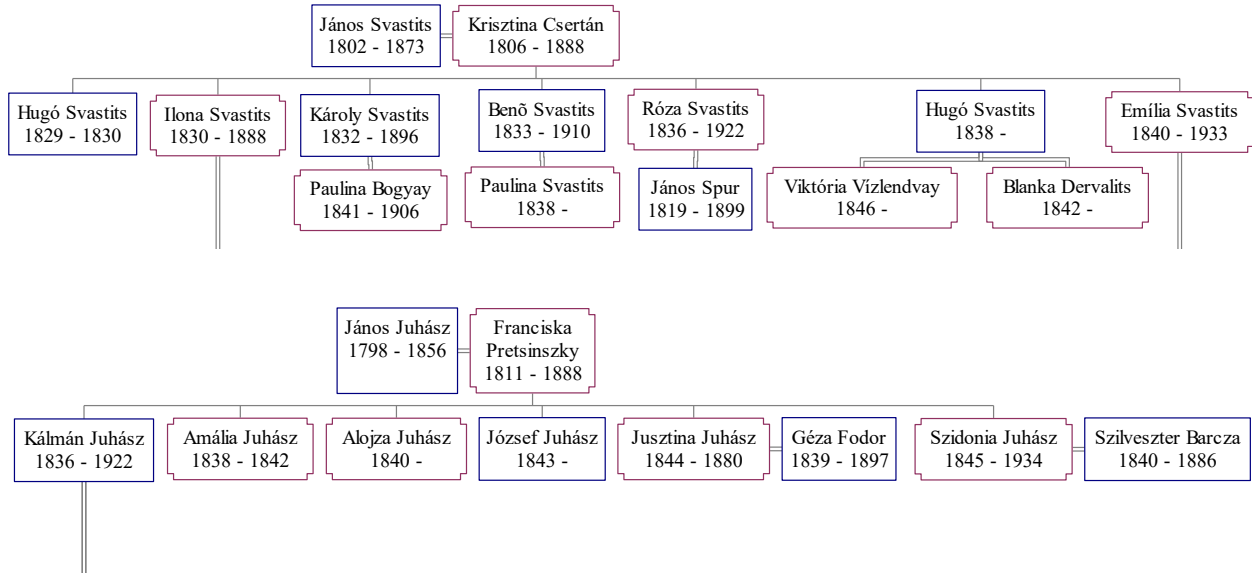 János Svastits
1802 - 1873
Krisztina Csertán
1806 - 1888
Hugó Svastits
1829 - 1830
Ilona Svastits
1830 - 1888
Károly Svastits
1832 - 1896
Benõ Svastits
1833 - 1910
Róza Svastits
1836 - 1922
Hugó Svastits
1838 -
Emília Svastits
1840 - 1933
Paulina Bogyay
1841 - 1906
Paulina Svastits
1838 -
János Spur
1819 - 1899
Viktória Vízlendvay
1846 -
Blanka Dervalits
1842 -
János Juhász
1798 - 1856
Franciska
Pretsinszky
1811 - 1888
Kálmán Juhász
1836 - 1922
Amália Juhász
1838 - 1842
Alojza Juhász
1840 -
József Juhász
1843 -
Jusztina Juhász
1844 - 1880
Géza Fodor
1839 - 1897
Szidonia Juhász
1845 - 1934
Szilveszter Barcza
1840 - 1886